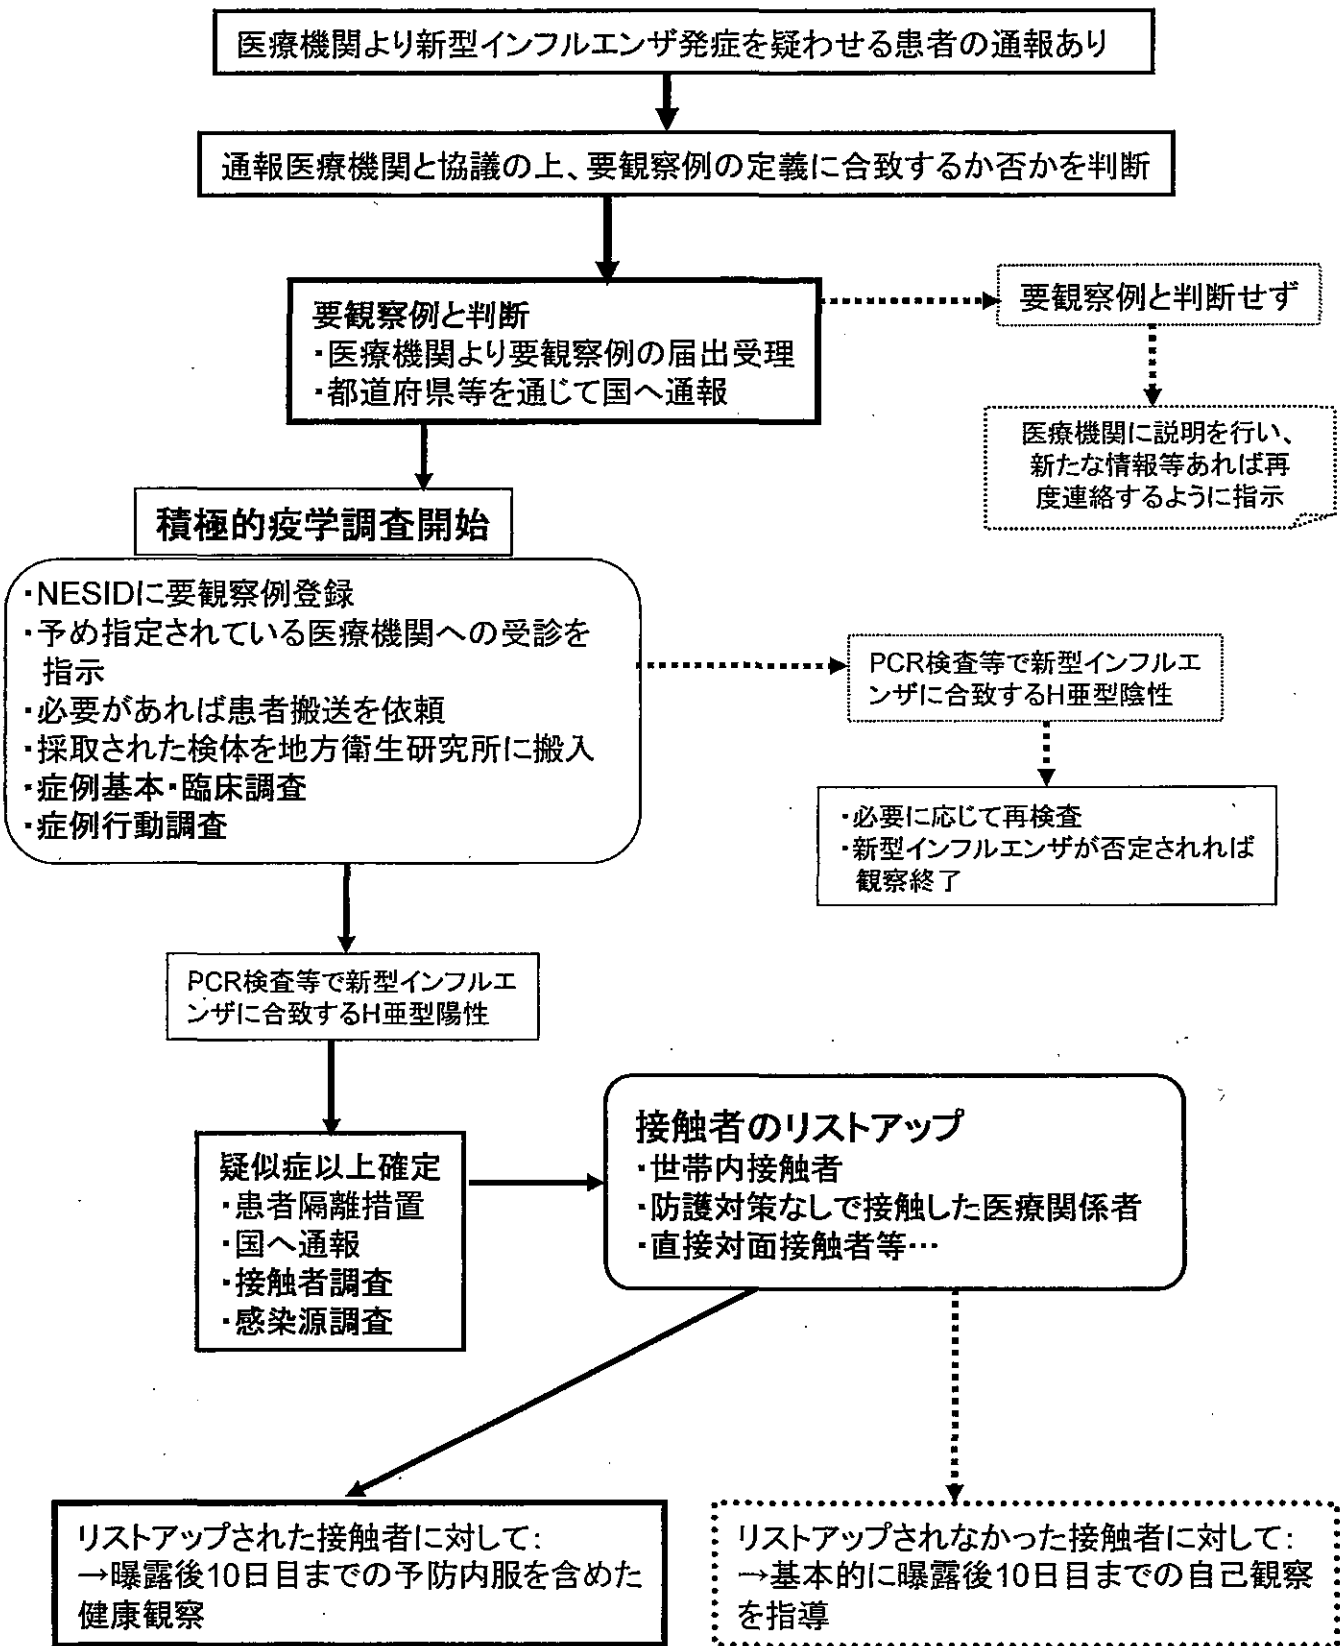 医療機関より新型インフルエンザ発症を疑わせる患者の通報あり
通報医療機関と協議の上、要観察例の定義に合致するか否かを判断
要観察例と判断
・医療機関より要観察例の届出受理
・都道府県等を通じて国へ通報
要観察例と判断せず
医療機関に説明を行い、
新たな情報等あれば再
度連絡するように指示
積極的疫学調査開始
・NESIDに要観察例登録
・予め指定されている医療機関への受診を
指示
・必要があれば患者搬送を依頼
・採取された検体を地方衛生研究所に搬入
・症例基本・臨床調査
・症例行動調査
PCR検査等で新型インフルエ
ンザに合致するH亜型陰性
・必要に応じて再検査
・新型インフルエンザが否定されれば
観察終了
PCR検査等で新型インフルエ
ンザに合致するH亜型陽性
疑似症以上確定
・患者隔離措置
・国へ通報
・接触者調査
・感染源調査
接触者のリストアップ
・世帯内接触者
・防護対策なしで接触した医療関係者
・直接対面接触者等…
リストアップされた接触者に対して：
→曝露後10日目までの予防内服を含めた
健康観察
リストアップされなかった接触者に対して：
→基本的に曝露後10日目までの自己観察
を指導